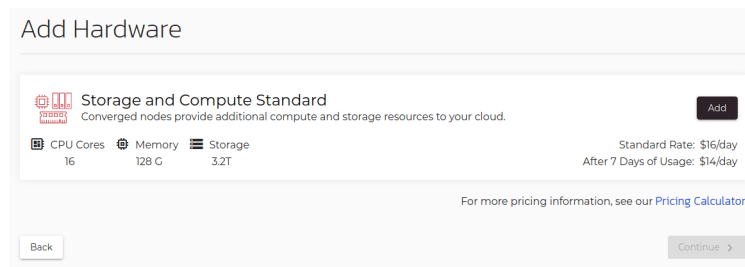 Add Hardware
Storage and Compute Standard
Add
Converged nodes provide additional compute and storage resources to your cloud.
CPU Cores Memory Storage Standard Rate: $16/day
16 128 G 3.2T After 7 Days of Usage: $14/day
For more pricing information, see our Pricing Calculator
Back Continue